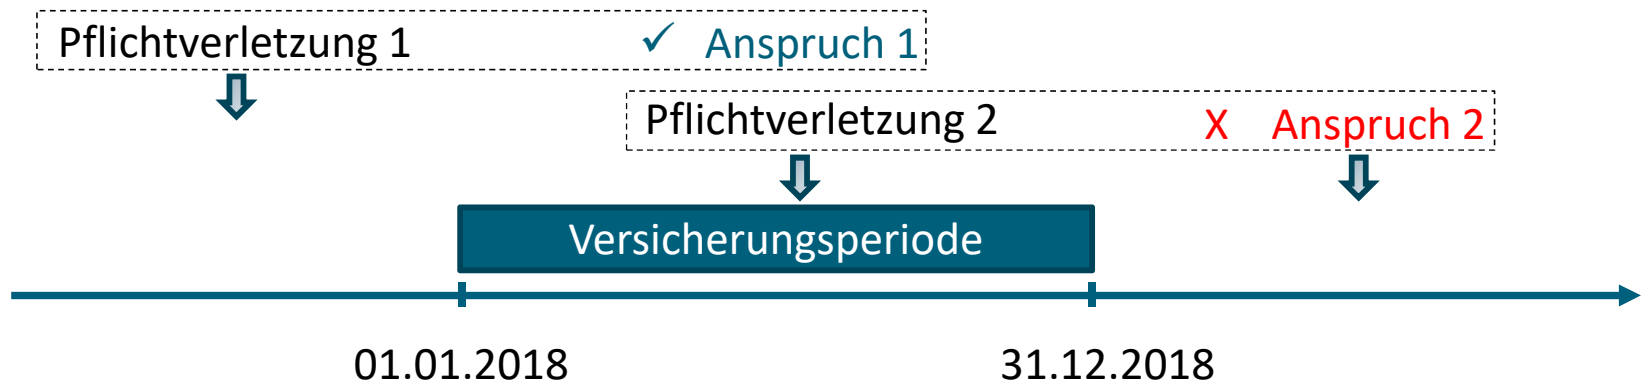 Pflichtverletzung 1 ✓ Anspruch 1
Pflichtverletzung 2 X Anspruch 2
Versicherungsperiode
01.01.2018 31.12.2018